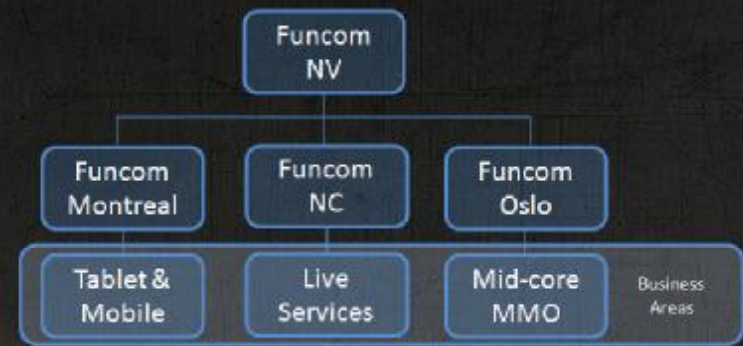 Funcom
NV
Funcom
Montreal
Funcom
NC
Funcom
Oslo
Tablet &
Mobile
Live
Services
Mid-core
MMO
Business
Areas